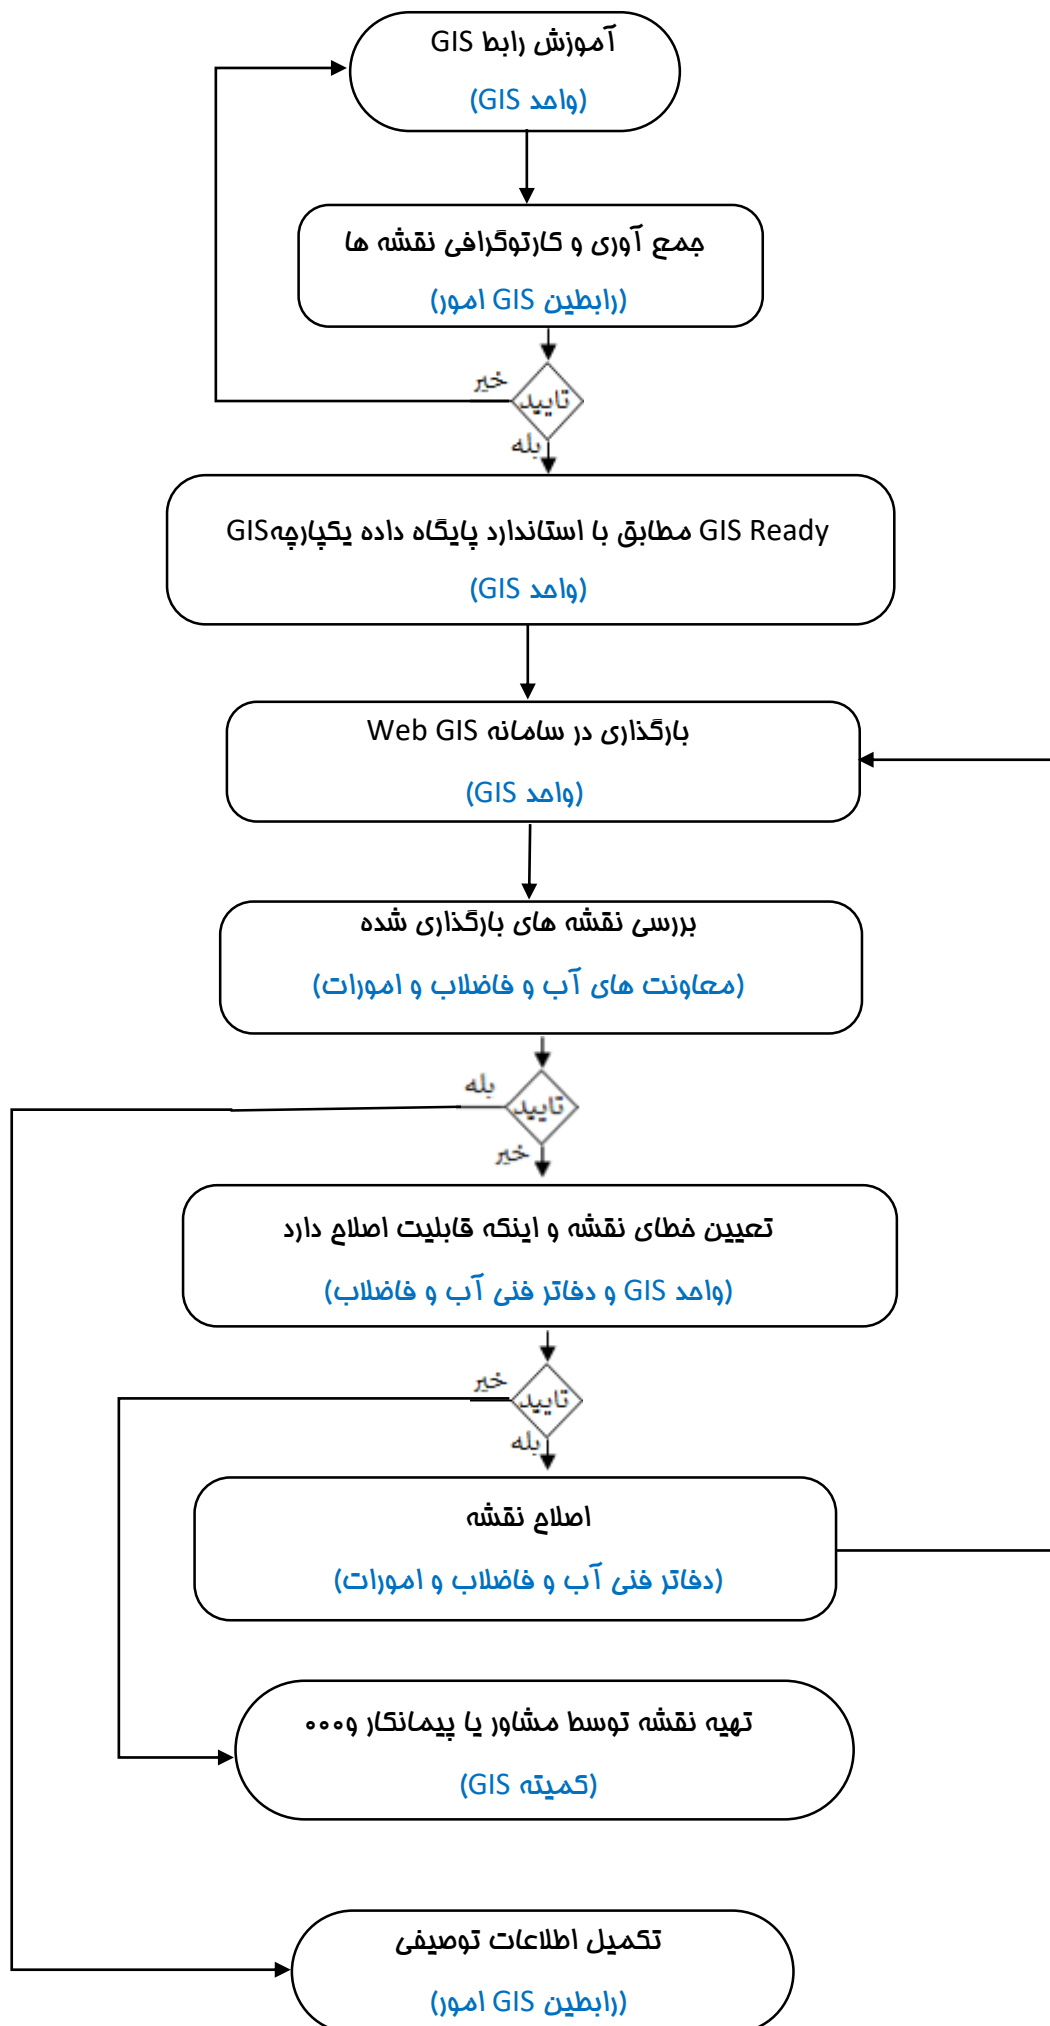 آموزش رابط GIS
(واحد GIS)
جمع آوری و کارتوگرافی نقشه ها
(رابطین GIS امور)
خیر
تایید
بله
GIS Ready مطابق با استاندارد پایگاه داده یکپارچهGIS
(واحد GIS)
بارگذاری در سامانه Web GIS
(واحد GIS)
بررسی نقشه های بارگذاری شده
(معاونت های آب و فاضلاب و امورات)
بله
تایید
خیر
تعیین خطای نقشه و اینکه قابلیت اصلاح دارد
(واحد GIS و دفاتر فنی آب و فاضلاب)
خیر
تایید
بله
اصلاح نقشه
(دفاتر فنی آب و فاضلاب و امورات)
تهیه نقشه توسط مشاور یا پیمانکار و۰۰۰
(کمیته GIS)
تکمیل اطلاعات توصیفی
(رابطین GIS امور)